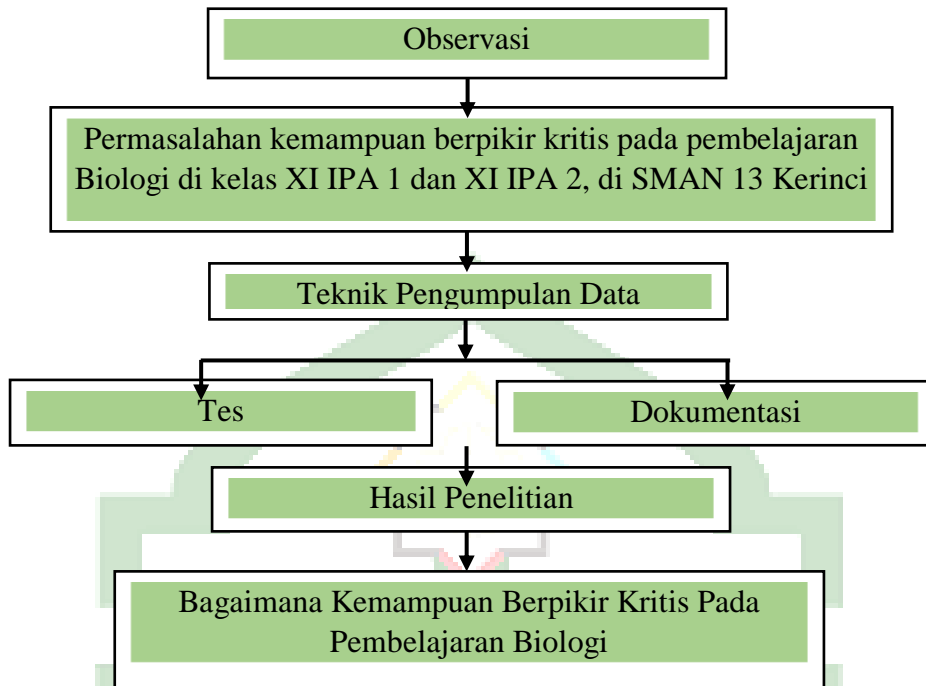 Observasi
Permasalahan kemampuan berpikir kritis pada pembelajaran
Biologi di kelas XI IPA 1 dan XI IPA 2, di SMAN 13 Kerinci
Teknik Pengumpulan Data
Tes
Dokumentasi
Hasil Penelitian
Bagaimana Kemampuan Berpikir Kritis Pada
Pembelajaran Biologi